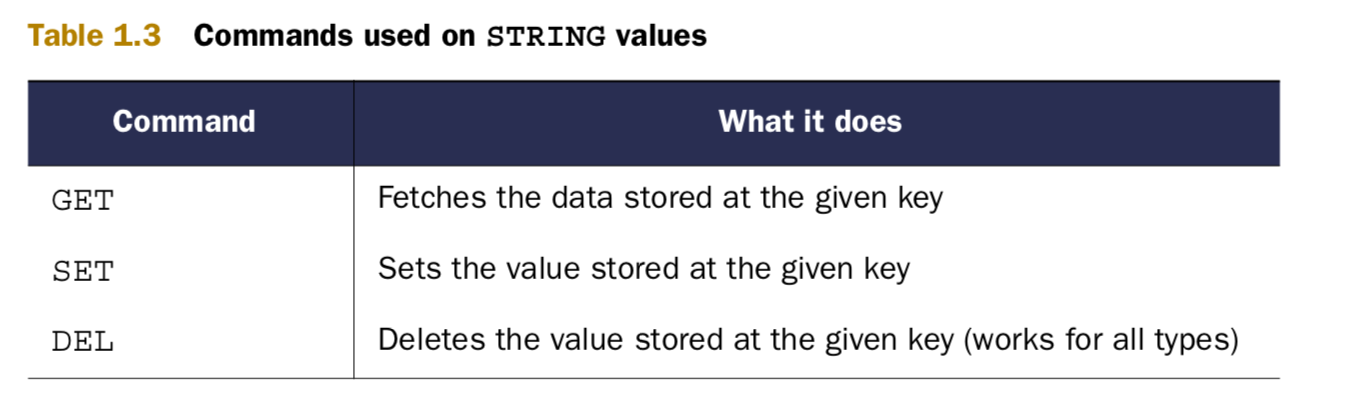 Table 1.3 Commands used on STRING values
Command What it does
GET Fetches the data stored at the given key
SET Sets the value stored at the given key
DEL Deletes the value stored at the given key (works for all types)